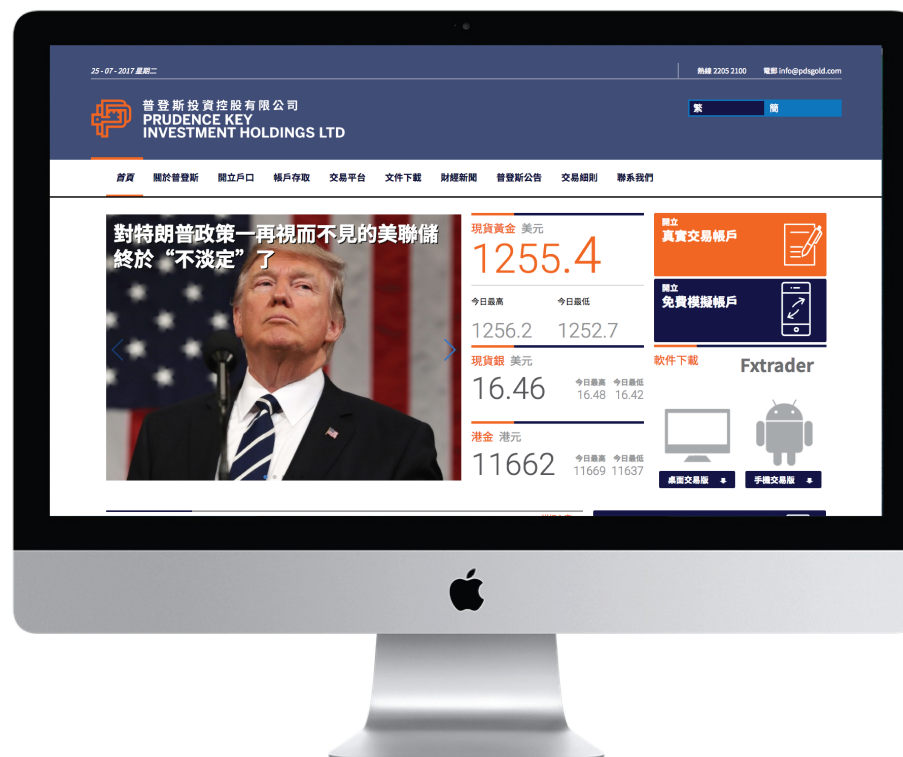 25 - 07 - 2017 星期二
熱線 2205 2100 電郵 info@pdsgold.com
普登斯投資控股有限公司
PRUDENCE KEY
INVESTMENT HOLDINGS LTD
繁 簡
首頁 關於普登斯 開立戶口 帳戶存取 交易平台 文件下載 財經新聞 普登斯公告 交易細則 聯系我們
對特朗普政策一再視而不見的美聯儲
終於“不淡定”了
現貨黃金 美元
1255.4
今日最高 今日最低
1256.2 1252.7
現貨銀 美元
16.46
今日最高 今日最低
16.48 16.42
港金 港元
11662
今日最高 今日最低
11669 11637
開立
真實交易帳戶
開立
免費模擬帳戶
軟件下載 Fxtrader
桌面交易版 手機交易版